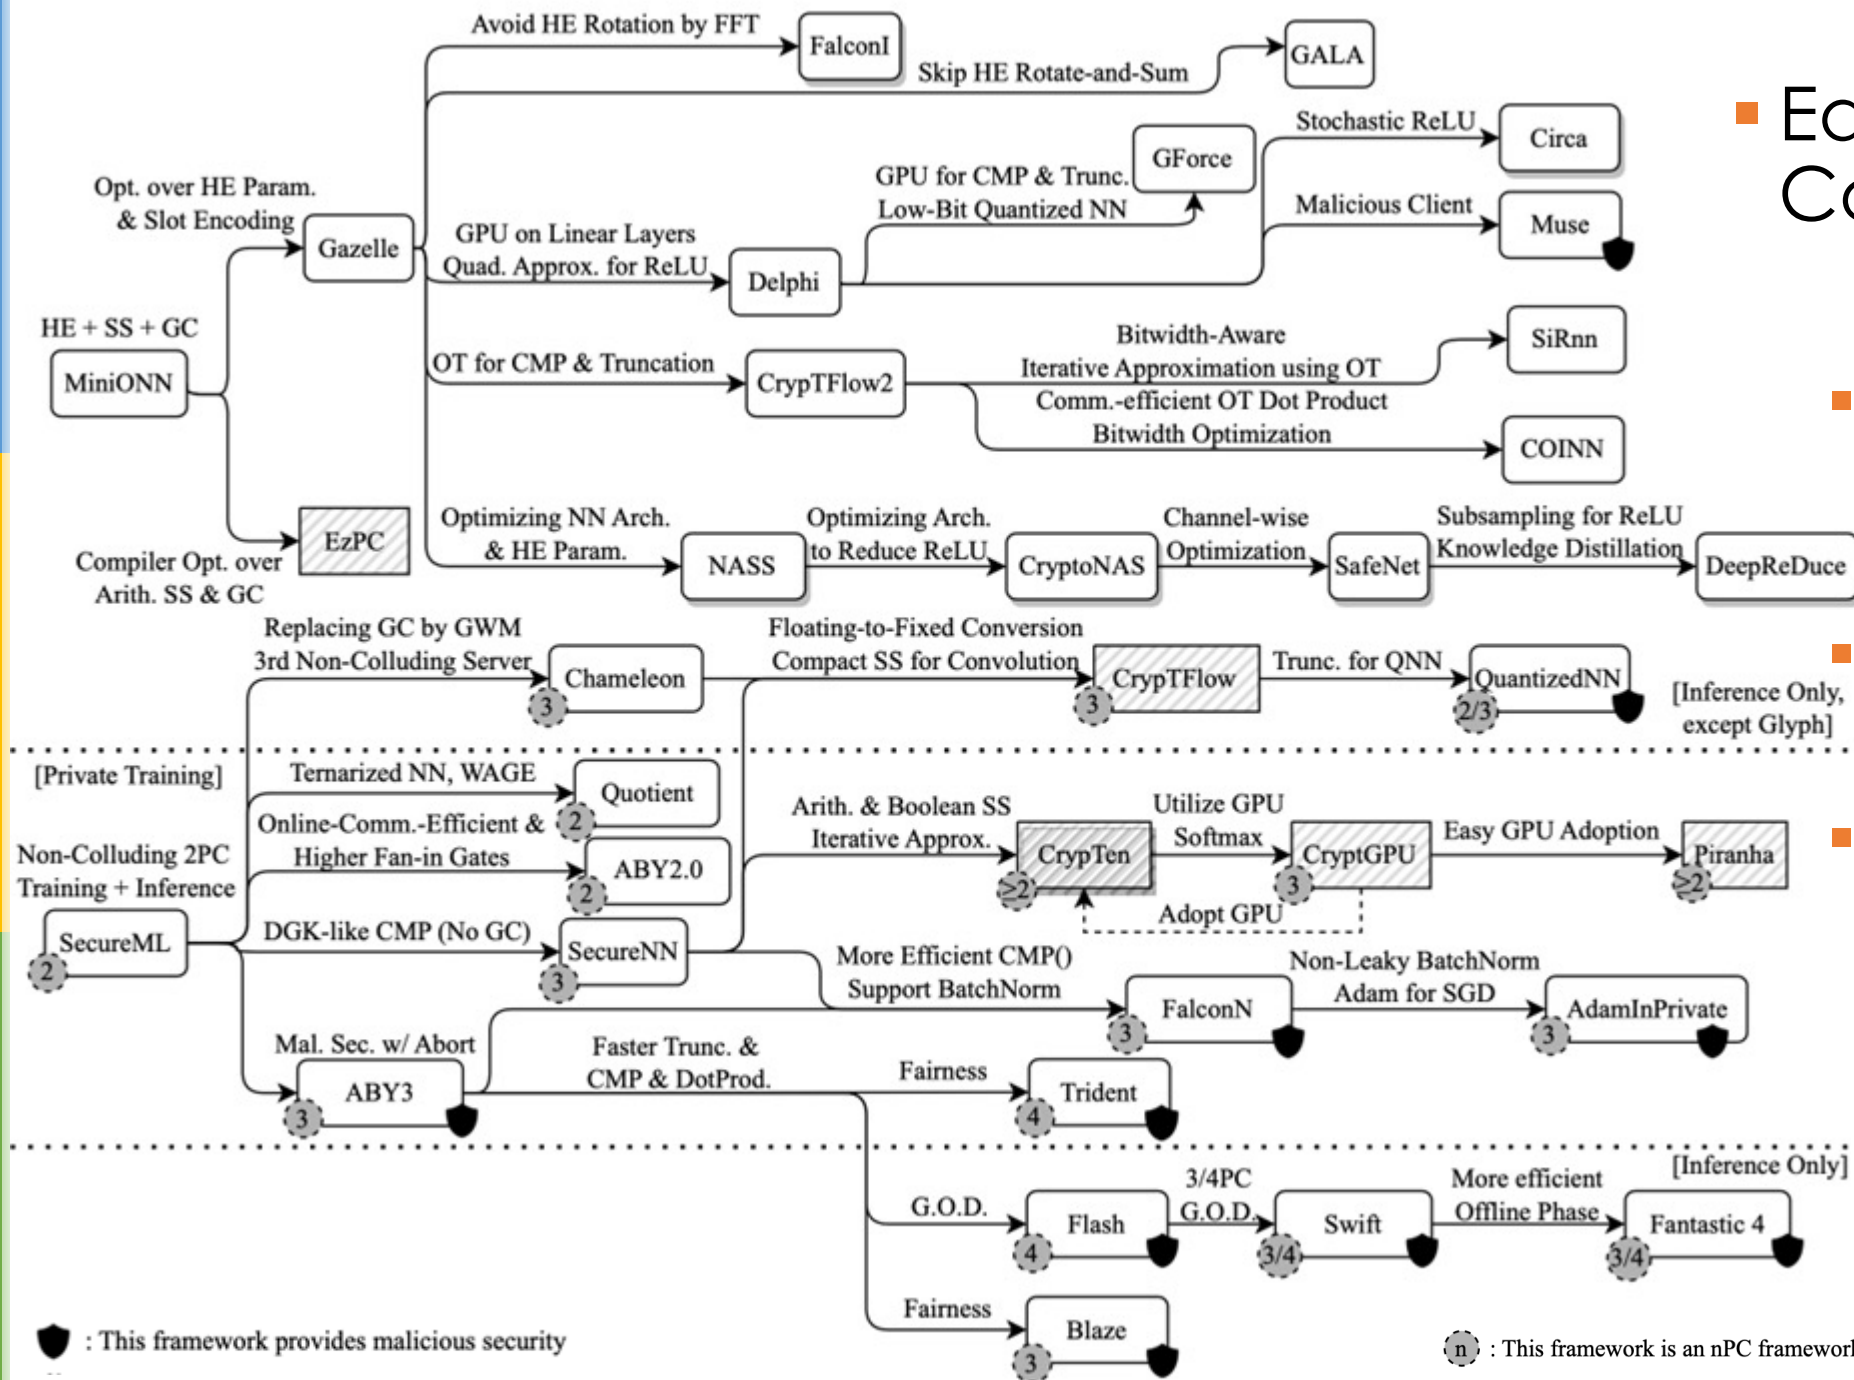 Avoid HE Rotation by FFT
FalconI
Skip HE Rotate-and-Sum
GALA
Stochastic ReLU
Circa
GForce
GPU for CMP & Trunc.
Low-Bit Quantized NN
Malicious Client
Muse
Opt. over HE Param.
& Slot Encoding
Gazelle
GPU on Linear Layers
Quad. Approx. for ReLU
Delphi
HE + SS + GC
MiniONN
OT for CMP & Truncation
CrypTFlow2
Bitwidth-Aware
Iterative Approximation using OT
SiRnn
Comm.-efficient OT Dot Product
Bitwidth Optimization
COINN
EzPC
Compiler Opt. over
Arith. SS & GC
Optimizing NN Arch.
& HE Param.
NASS
Optimizing Arch.
to Reduce ReLU
CryptoNAS
Channel-wise
Optimization
SafeNet
Subsampling for ReLU
Knowledge Distillation
DeepReDuce
Replacing GC by GWM
3rd Non-Colluding Server
Chameleon
3
Floating-to-Fixed Conversion
Compact SS for Convolution
CrypTFlow
3
Trunc. for QNN
QuantizedNN
2/3
[Inference Only,
except Glyph]
[Private Training]
Ternarized NN, WAGE
Quotient
2
Online-Comm.-Efficient &
Higher Fan-in Gates
ABY2.0
2
Non-Colluding 2PC
Training + Inference
SecureML
2
DGK-like CMP (No GC)
SecureNN
3
Arith. & Boolean SS
Iterative Approx.
CrypTen
≥2
Utilize GPU
Softmax
CryptGPU
3
Easy GPU Adoption
Piranha
≥2
Adopt GPU
More Efficient CMP()
Support BatchNorm
FalconN
3
Non-Leaky BatchNorm
Adam for SGD
AdamInPrivate
3
Mal. Sec. w/ Abort
ABY3
3
Faster Trunc. &
CMP & DotProd.
Fairness
Trident
4
[Inference Only]
G.O.D.
Flash
4
3/4PC
G.O.D.
Swift
3/4
More efficient
Offline Phase
Fantastic 4
3/4
Fairness
Blaze
3
: This framework provides malicious security
n : This framework is an nPC framework